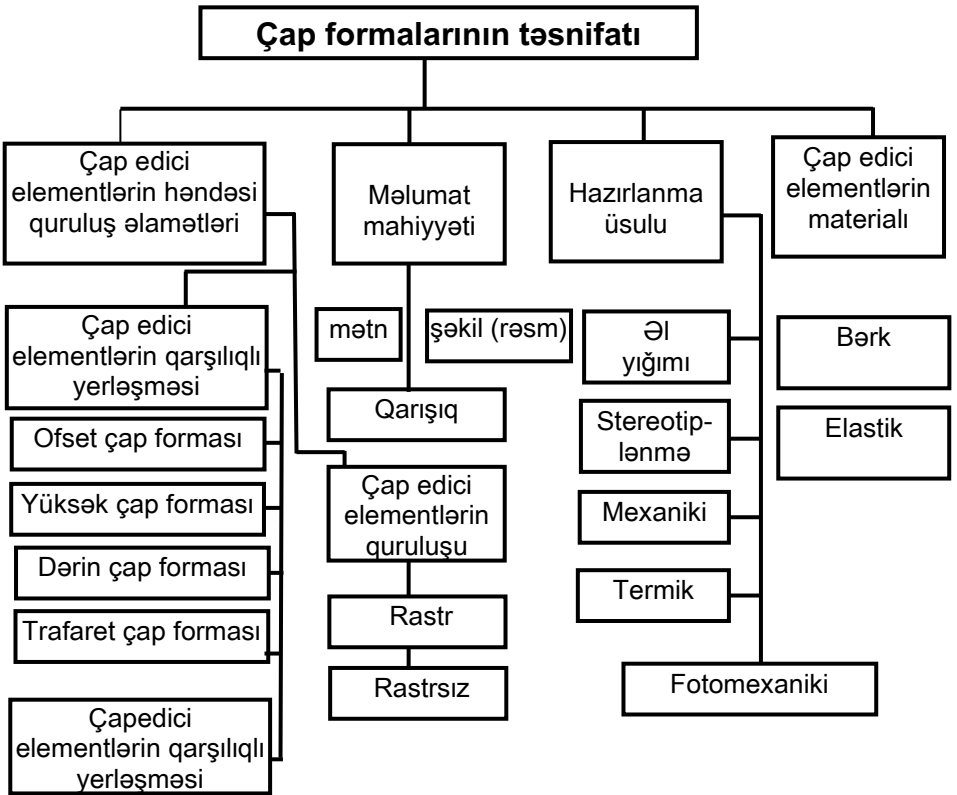 Çap formalarının təsnifatı
Çap edici
elementlərin həndəsi
quruluş əlamətləri
Məlumat
mahiyyəti
Hazırlanma
üsulu
Çap edici
elementlərin
materialı
Çap edici
elementlərin qarşılıqlı
yerləşməsi
mətn
şəkil (rəsm)
Əl
yığımı
Bərk
Qarışıq
Ofset çap forması
Stereotip-
lənmə
Elastik
Yüksək çap forması
Çap edici
elementlərin
quruluşu
Mexaniki
Dərin çap forması
Termik
Trafaret çap forması
Rastr
Rastrsız
Fotomexaniki
Çapedici
elementlərin qarşılıqlı
yerləşməsi